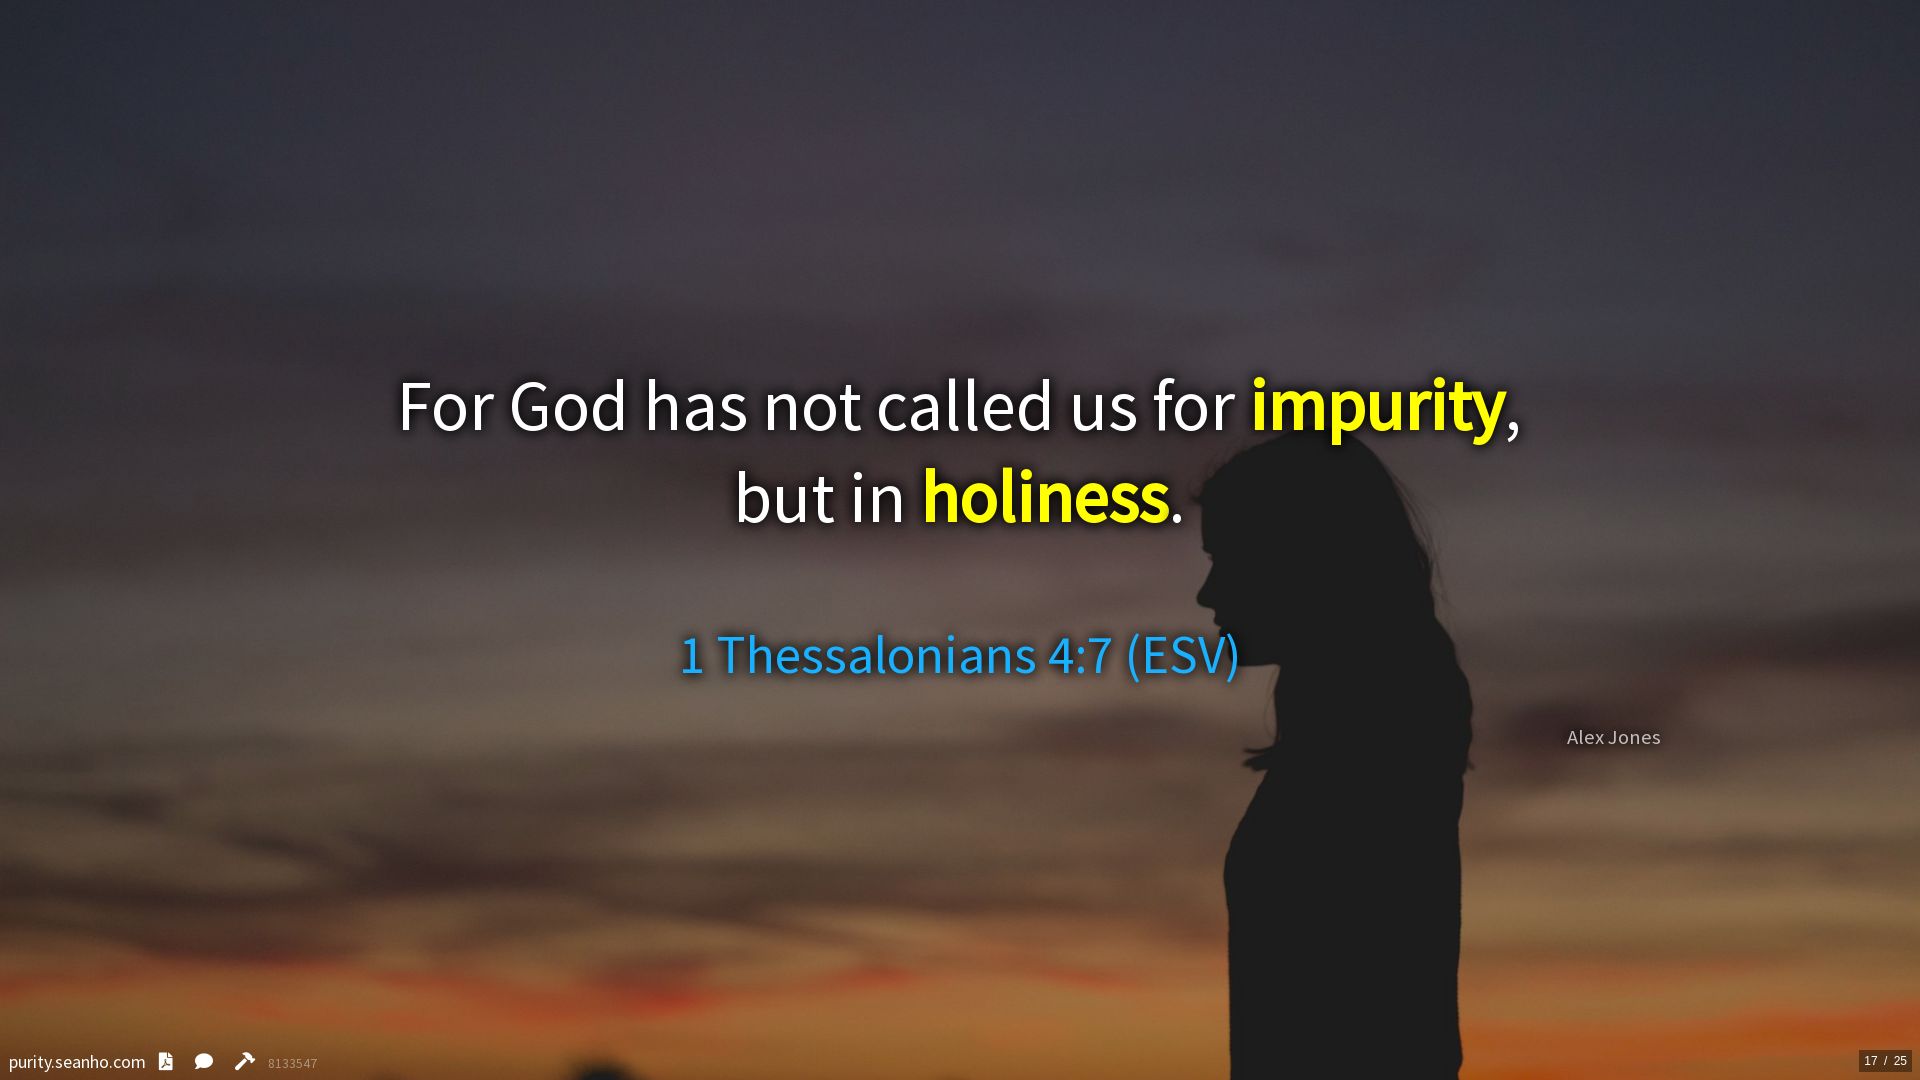 For God has not called us for impurity,
but in holiness.
1 Thessalonians 4:7 (ESV)
Alex Jones
purity.seanho.com 8133547
17 / 25